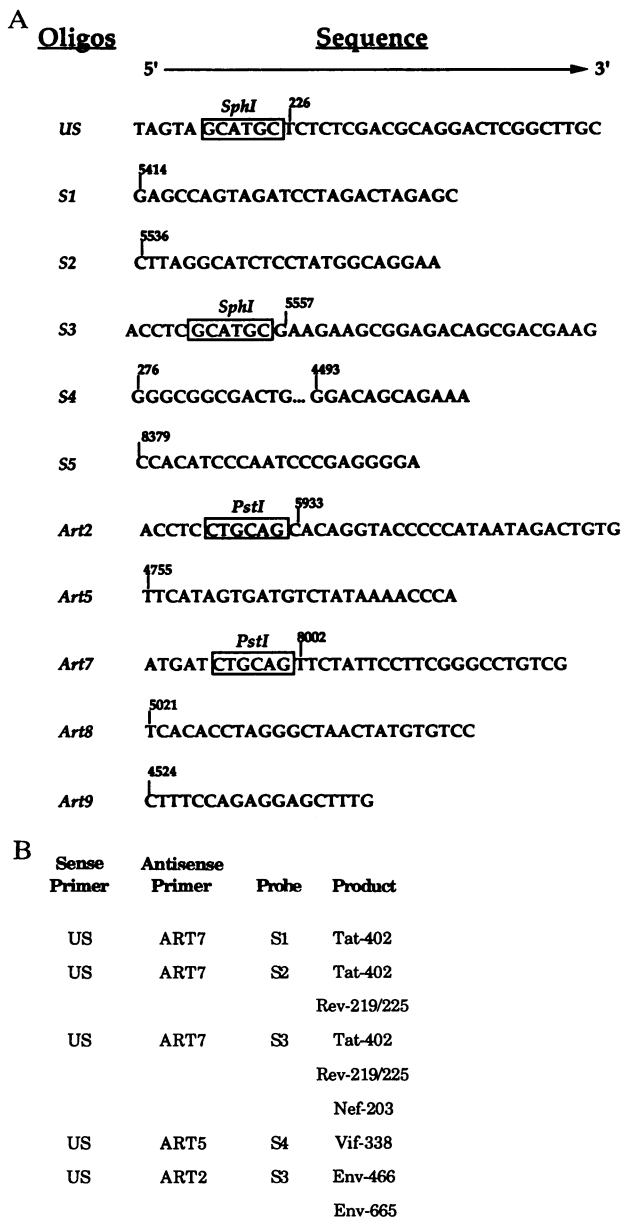 A
Oligos Sequence
5' 3'
SphI 226
US TAGTA GCATGC TCTCTCGACGCAGGACTCGGCTTGC
5414
S1 GAGCCAGTAGATCCTAGACTAGAGC
5536
S2 CTTAGGCATCTCCTATGGCAGGAA
SphI 5557
S3 ACCTC GCATGC GAAGAAGCGGAGACAGCGACGAAG
276 4493
S4 GGGCGGCGACTG... GGACAGCAGAAA
8379
S5 CCACATCCCAATCCCGAGGGGA
PstI 5933
Art2 ACCTC CTGCAG CACAGGTACCCCCATAATAGACTGTG
4755
Art5 TTCATAGTGATGTCTATAAAACCCA
PstI 8002
Art7 ATGAT CTGCAG TTCTATTCCTTCGGGCCTGTCG
5021
Art8 TCACACCTAGGGCTAACTATGTGTCC
4524
Art9 CTTTCCAGAGGAGCTTTG
B
Sense Primer Antisense Primer Probe Product
US ART7 S1 Tat-402
US ART7 S2 Tat-402
Rev-219/225
US ART7 S3 Tat-402
Rev-219/225
Nef-203
US ART5 S4 Vif-338
US ART2 S3 Env-466
Env-665